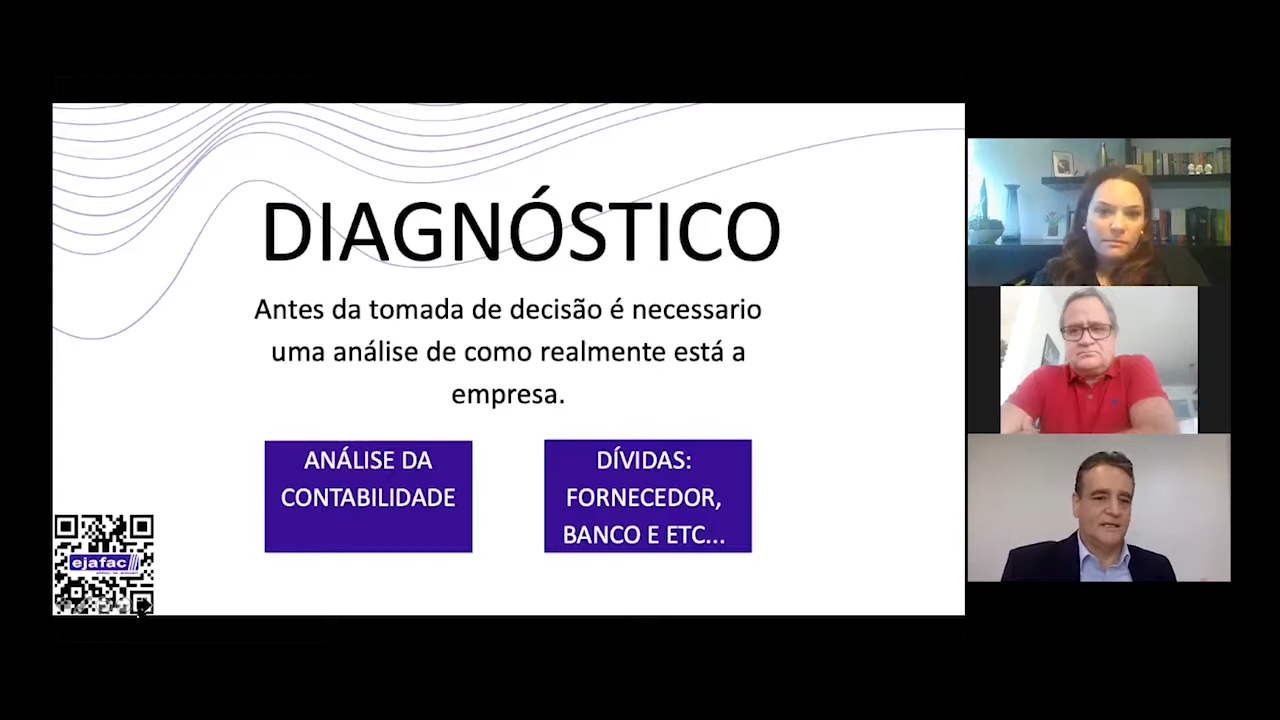 DIAGNÓSTICO
Antes da tomada de decisão é necessario
uma análise de como realmente está a
empresa.
ANÁLISE DA
CONTABILIDADE
DÍVIDAS:
FORNECEDOR,
BANCO E ETC...
ejafac